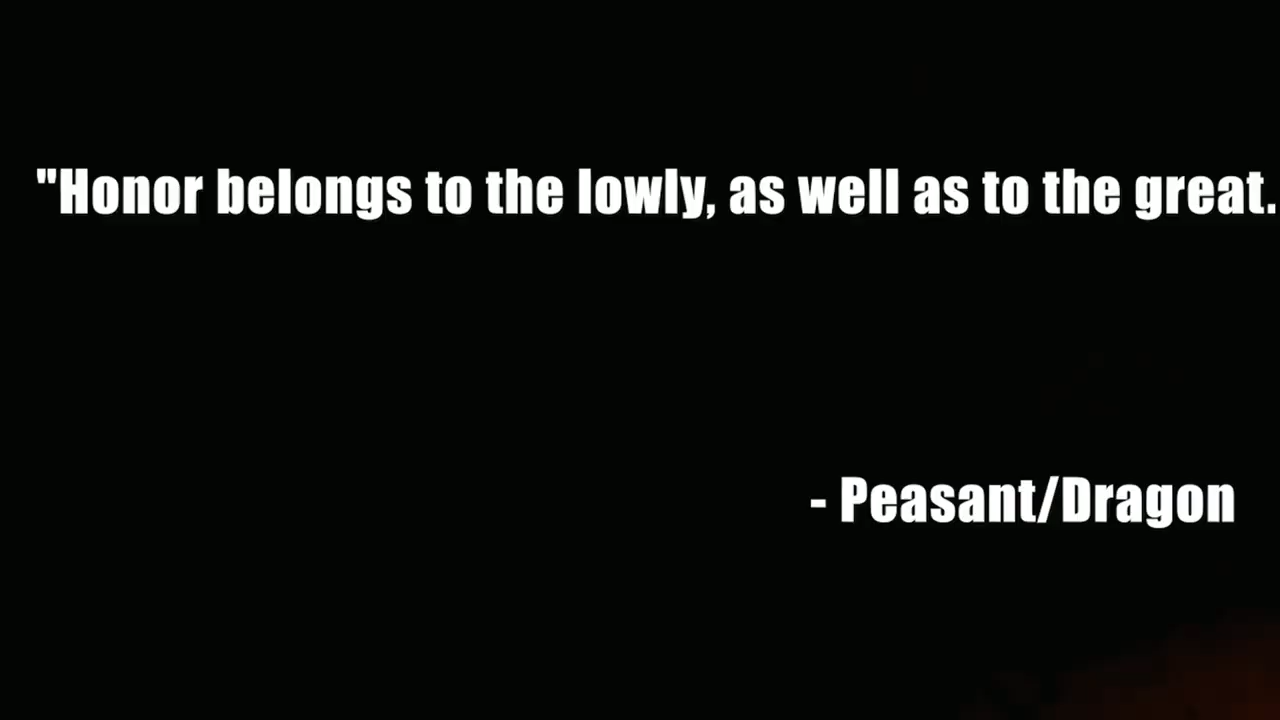 "Honor belongs to the lowly, as well as to the great.
- Peasant/Dragon